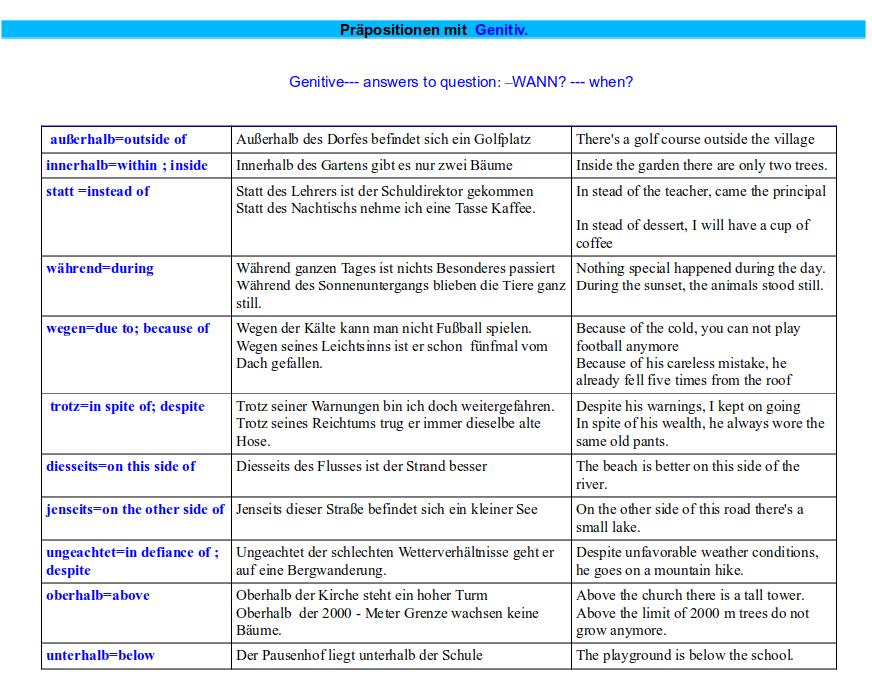 Präpositionen mit Genitiv.
Genitive--- answers to question: –WANN? --- when?
außerhalb=outside of
Außerhalb des Dorfes befindet sich ein Golfplatz
There's a golf course outside the village
innerhalb=within ; inside
Innerhalb des Gartens gibt es nur zwei Bäume
Inside the garden there are only two trees.
statt =instead of
Statt des Lehrers ist der Schuldirektor gekommen
Statt des Nachtischs nehme ich eine Tasse Kaffee.
In stead of the teacher, came the principal
In stead of dessert, I will have a cup of
coffee
während=during
Während ganzen Tages ist nichts Besonderes passiert
Während des Sonnenuntergangs blieben die Tiere ganz
still.
Nothing special happened during the day.
During the sunset, the animals stood still.
wegen=due to; because of
Wegen der Kälte kann man nicht Fußball spielen.
Wegen seines Leichtsinns ist er schon fünfmal vom
Dach gefallen.
Because of the cold, you can not play
football anymore
Because of his careless mistake, he
already fell five times from the roof
trotz=in spite of; despite
Trotz seiner Warnungen bin ich doch weitergefahren.
Trotz seines Reichtums trug er immer dieselbe alte
Hose.
Despite his warnings, I kept on going
In spite of his wealth, he always wore the
same old pants.
diesseits=on this side of
Diesseits des Flusses ist der Strand besser
The beach is better on this side of the
river.
jenseits=on the other side of
Jenseits dieser Straße befindet sich ein kleiner See
On the other side of this road there's a
small lake.
ungeachtet=in defiance of ;
despite
Ungeachtet der schlechten Wetterverhältnisse geht er
auf eine Bergwanderung.
Despite unfavorable weather conditions,
he goes on a mountain hike.
oberhalb=above
Oberhalb der Kirche steht ein hoher Turm
Oberhalb der 2000 - Meter Grenze wachsen keine
Bäume.
Above the church there is a tall tower.
Above the limit of 2000 m trees do not
grow anymore.
unterhalb=below
Der Pausenhof liegt unterhalb der Schule
The playground is below the school.